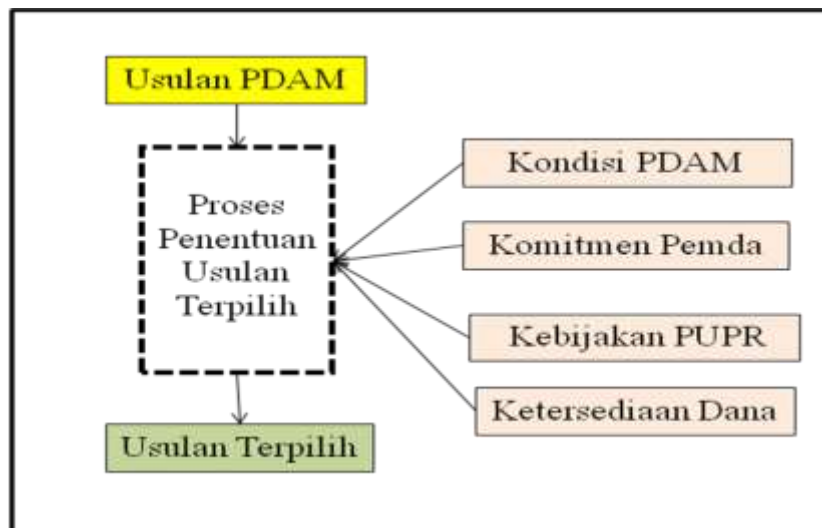 Usulan PDAM
Proses
Penentuan
Usulan
Terpilih
Usulan Terpilih
Kondisi PDAM
Komitmen Pemda
Kebijakan PUPR
Ketersediaan Dana